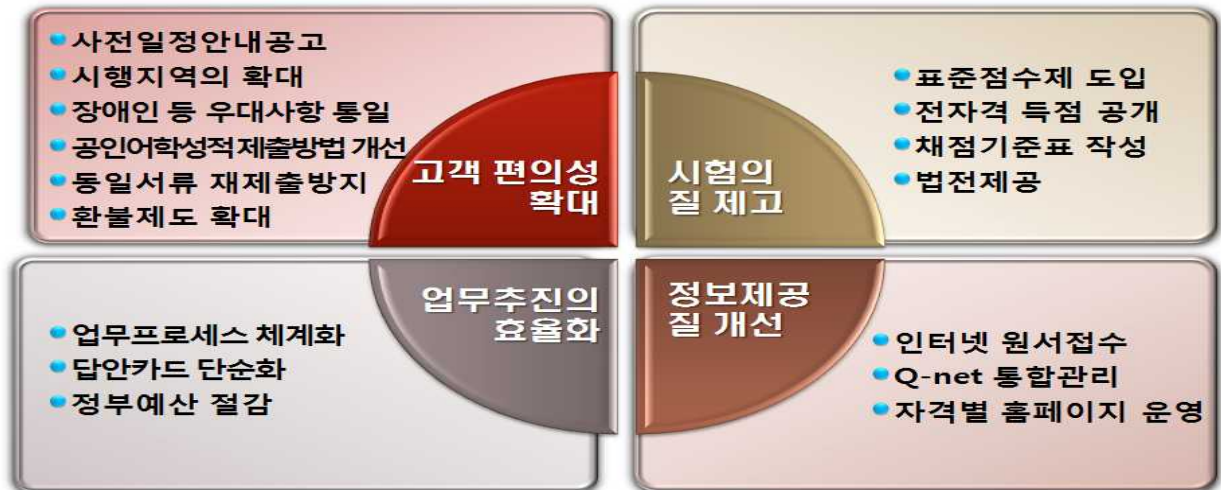 사전일정안내공고
시행지역의 확대
장애인 등 우대사항 통일
공인어학성적제출방법 개선
동일서류 재제출방지
환불제도 확대
고객 편의성
확대
시험의
질 제고
표준점수제 도입
전자격 득점 공개
채점기준표 작성
법전제공
업무프로세스 체계화
답안카드 단순화
정부예산 절감
업무추진의
효율화
정보제공
질 개선
인터넷 원서접수
Q-net 통합관리
자격별 홈페이지 운영